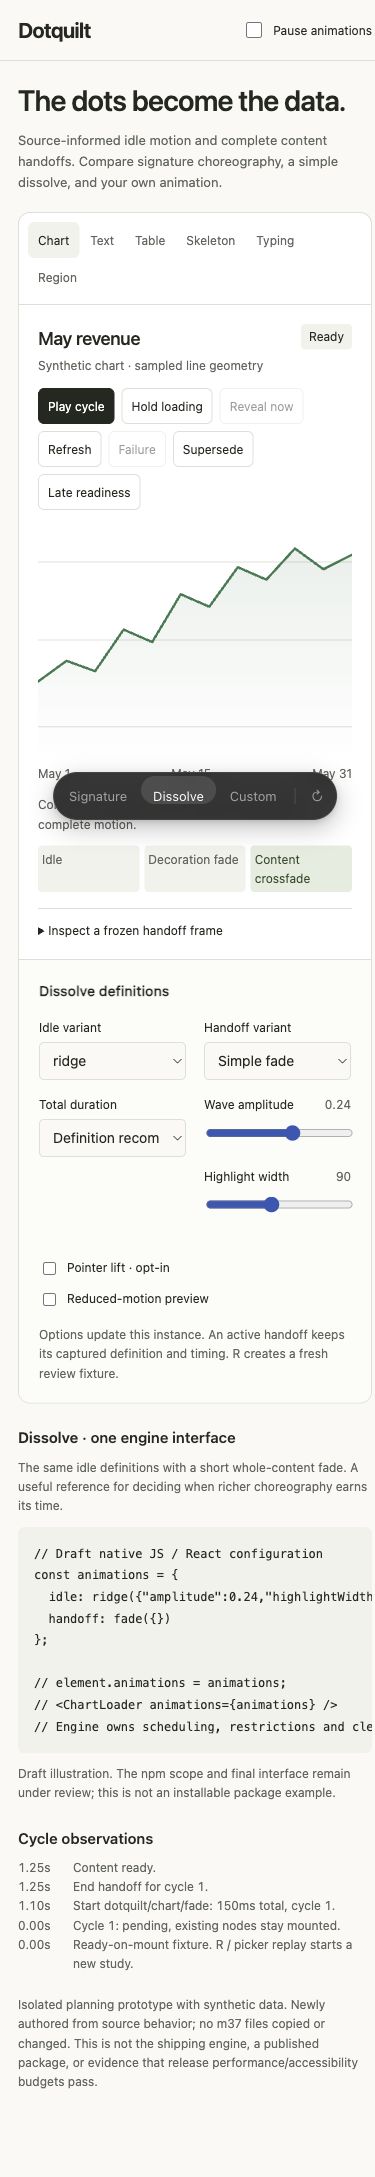 Dotquilt
Pause animations
The dots become the data.
Source-informed idle motion and complete content
handoffs. Compare signature choreography, a simple
dissolve, and your own animation.
Chart Text Table Skeleton Typing
Region
May revenue
Ready
Synthetic chart · sampled line geometry
Play cycle Hold loading Reveal now
Refresh Failure Supersede
Late readiness
May 1 May 15 May 31
Signature Dissolve Custom
complete motion.
Idle Decoration fade Content
crossfade
Inspect a frozen handoff frame
Dissolve definitions
Idle variant Handoff variant
ridge Simple fade
Total duration Wave amplitude 0.24
Definition recom
Highlight width 90
Pointer lift · opt-in
Reduced-motion preview
Options update this instance. An active handoff keeps
its captured definition and timing. R creates a fresh
review fixture.
Dissolve · one engine interface
The same idle definitions with a short whole-content fade. A
useful reference for deciding when richer choreography earns
its time.
// Draft native JS / React configuration
const animations = {
idle: ridge({"amplitude":0.24,"highlightWidth
handoff: fade({})
};
// element.animations = animations;
// <ChartLoader animations={animations} />
// Engine owns scheduling, restrictions and cle
Draft illustration. The npm scope and final interface remain
under review; this is not an installable package example.
Cycle observations
1.25s Content ready.
1.25s End handoff for cycle 1.
1.10s Start dotquilt/chart/fade: 150ms total, cycle 1.
0.00s Cycle 1: pending, existing nodes stay mounted.
0.00s Ready-on-mount fixture. R / picker replay starts a
new study.
Isolated planning prototype with synthetic data. Newly
authored from source behavior; no m37 files copied or
changed. This is not the shipping engine, a published
package, or evidence that release performance/accessibility
budgets pass.